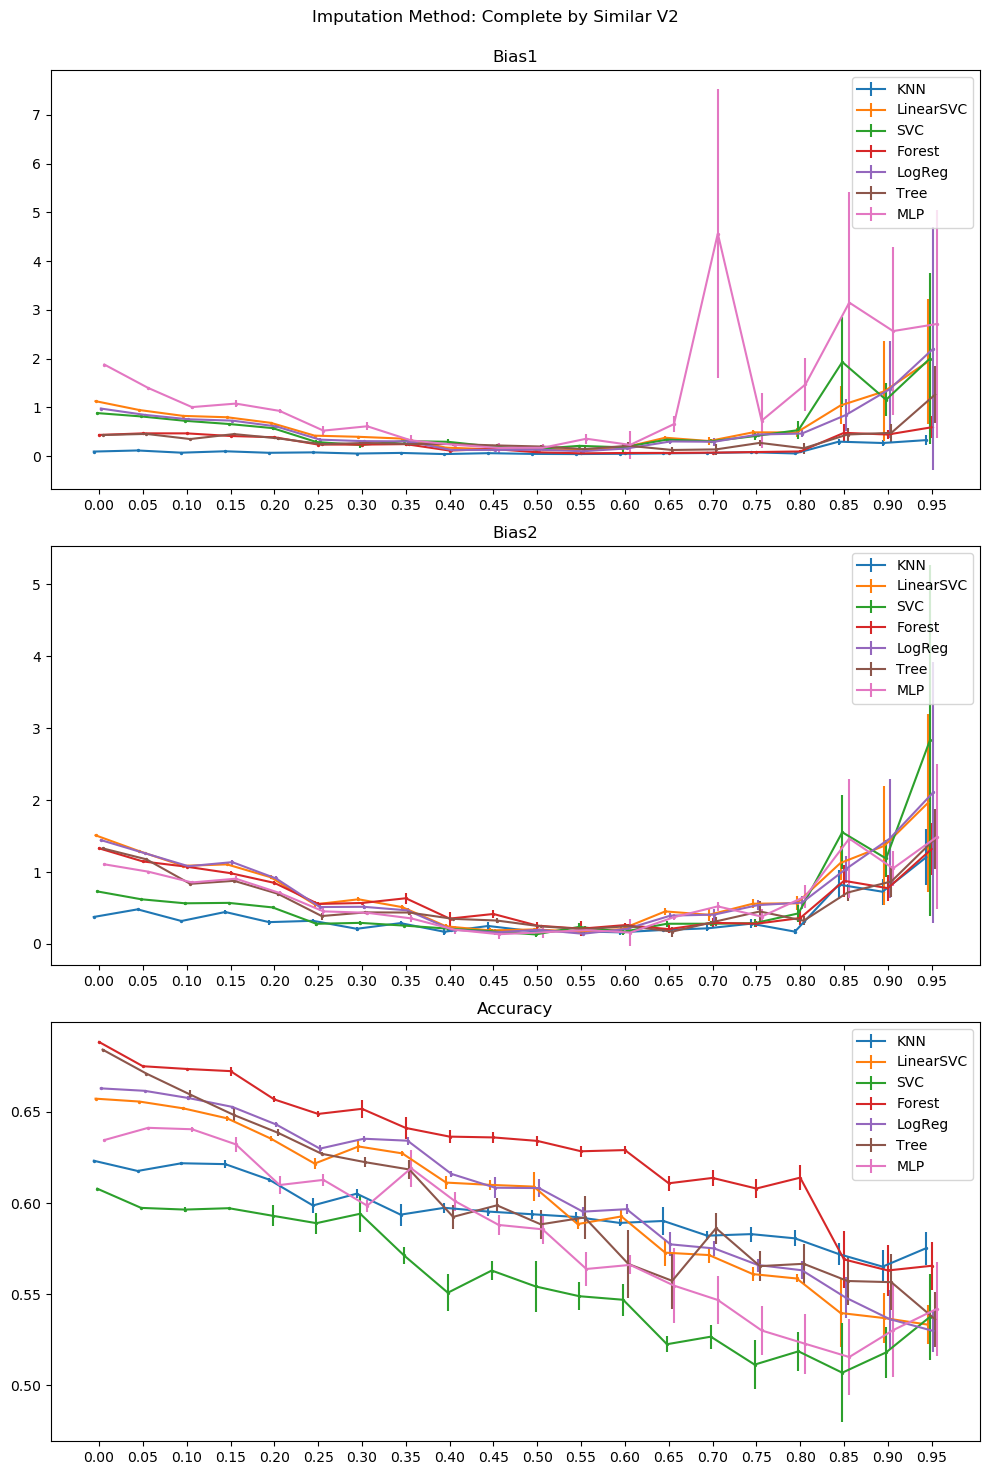 Imputation Method: Complete by Similar V2
Bias1
7
6
5
4
3
2
1
0
KNN
LinearSVC
SVC
Forest
LogReg
Tree
MLP
0.00 0.05 0.10 0.15 0.20 0.25 0.30 0.35 0.40 0.45 0.50 0.55 0.60 0.65 0.70 0.75 0.80 0.85 0.90 0.95
Bias2
5
4
3
2
1
0
KNN
LinearSVC
SVC
Forest
LogReg
Tree
MLP
0.00 0.05 0.10 0.15 0.20 0.25 0.30 0.35 0.40 0.45 0.50 0.55 0.60 0.65 0.70 0.75 0.80 0.85 0.90 0.95
Accuracy
0.65
0.60
0.55
0.50
KNN
LinearSVC
SVC
Forest
LogReg
Tree
MLP
0.00 0.05 0.10 0.15 0.20 0.25 0.30 0.35 0.40 0.45 0.50 0.55 0.60 0.65 0.70 0.75 0.80 0.85 0.90 0.95